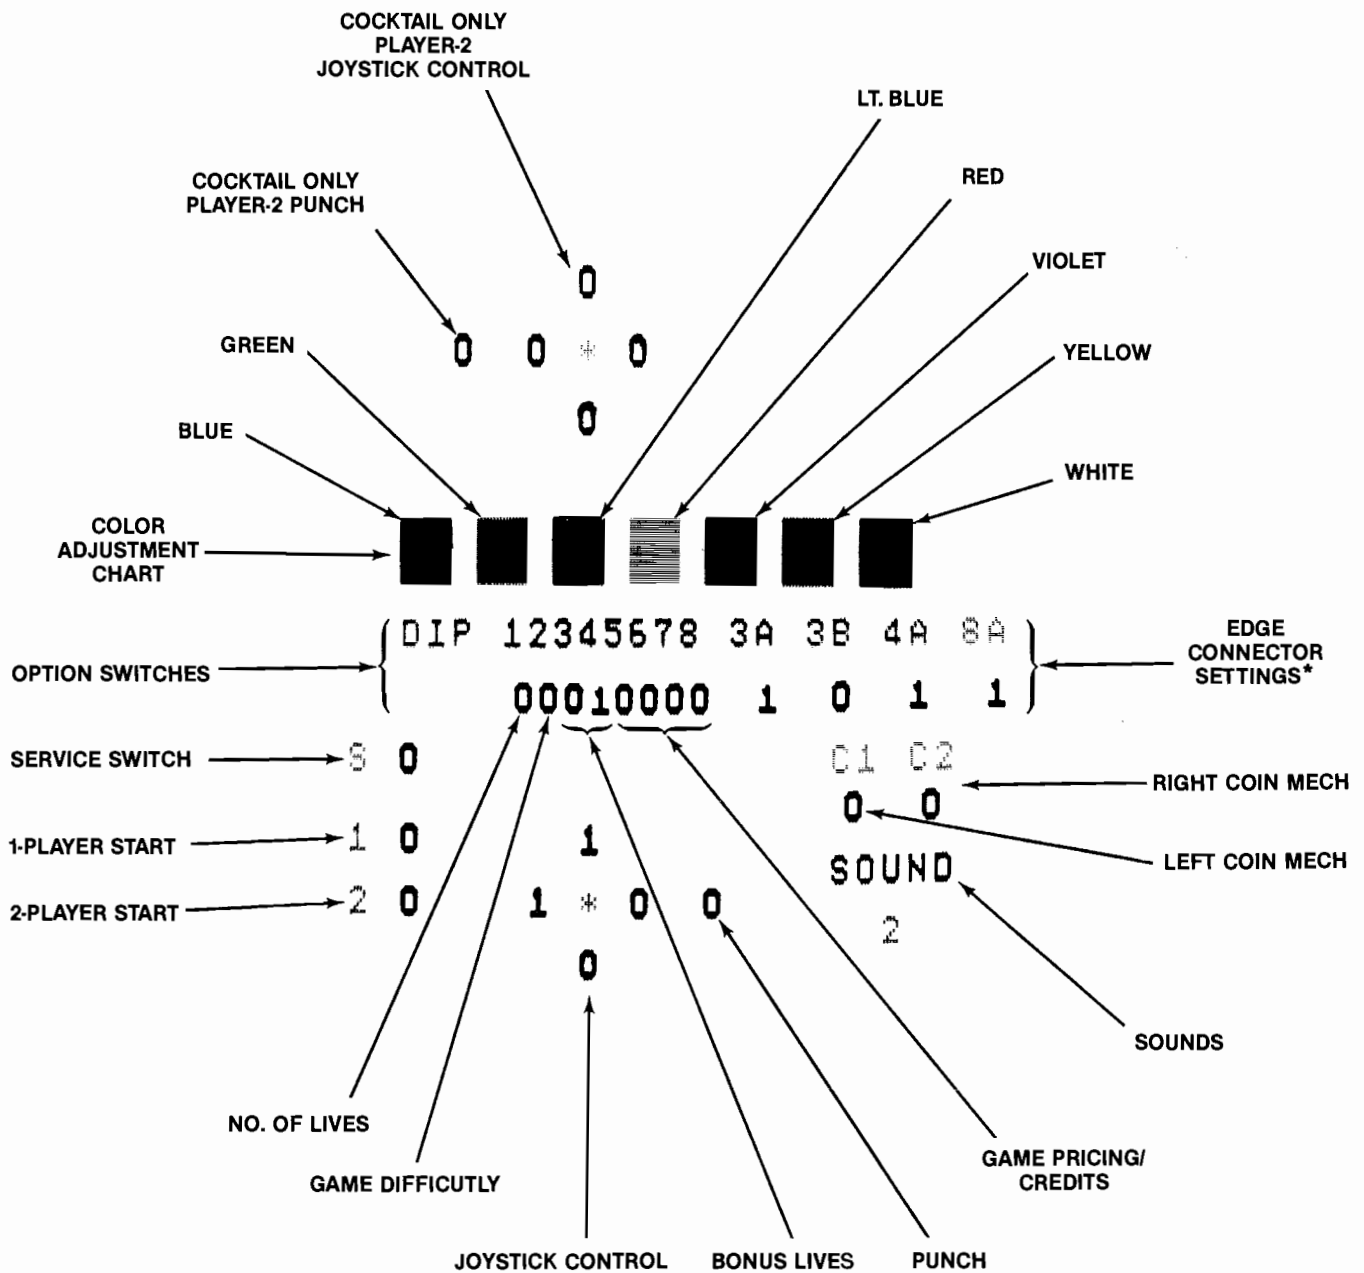 COCKTAIL ONLY
PLAYER-2
JOYSTICK CONTROL
LT. BLUE
RED
COCKTAIL ONLY
PLAYER-2 PUNCH
VIOLET
0
GREEN
0 0 * 0
YELLOW
0
BLUE
WHITE
COLOR
ADJUSTMENT
CHART
DIP 12345678 3A 3B 4A 8A
EDGE
CONNECTOR
SETTINGS*
OPTION SWITCHES
00010000 1 0 1 1
SERVICE SWITCH
S 0
C1 C2
RIGHT COIN MECH
0 0
1-PLAYER START
1 0
1
SOUND
LEFT COIN MECH
2-PLAYER START
2 0
1 * 0 0
2
0
SOUNDS
NO. OF LIVES
GAME DIFFICUTLY
GAME PRICING/
CREDITS
JOYSTICK CONTROL
BONUS LIVES
PUNCH